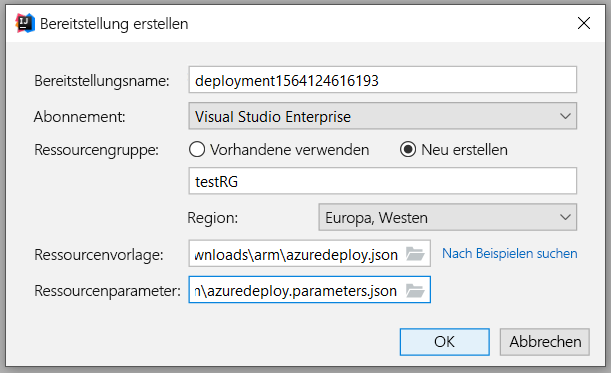 Bereitstellung erstellen
Bereitstellungsname: deployment1564124616193
Abonnement: Visual Studio Enterprise
Ressourcengruppe: Vorhandene verwenden Neu erstellen
testRG
Region: Europa, Westen
Ressourcenvorlage: wnloads\arm\azuredeploy.json Nach Beispielen suchen
Ressourcenparameter: n\azuredeploy.parameters.json
OK Abbrechen